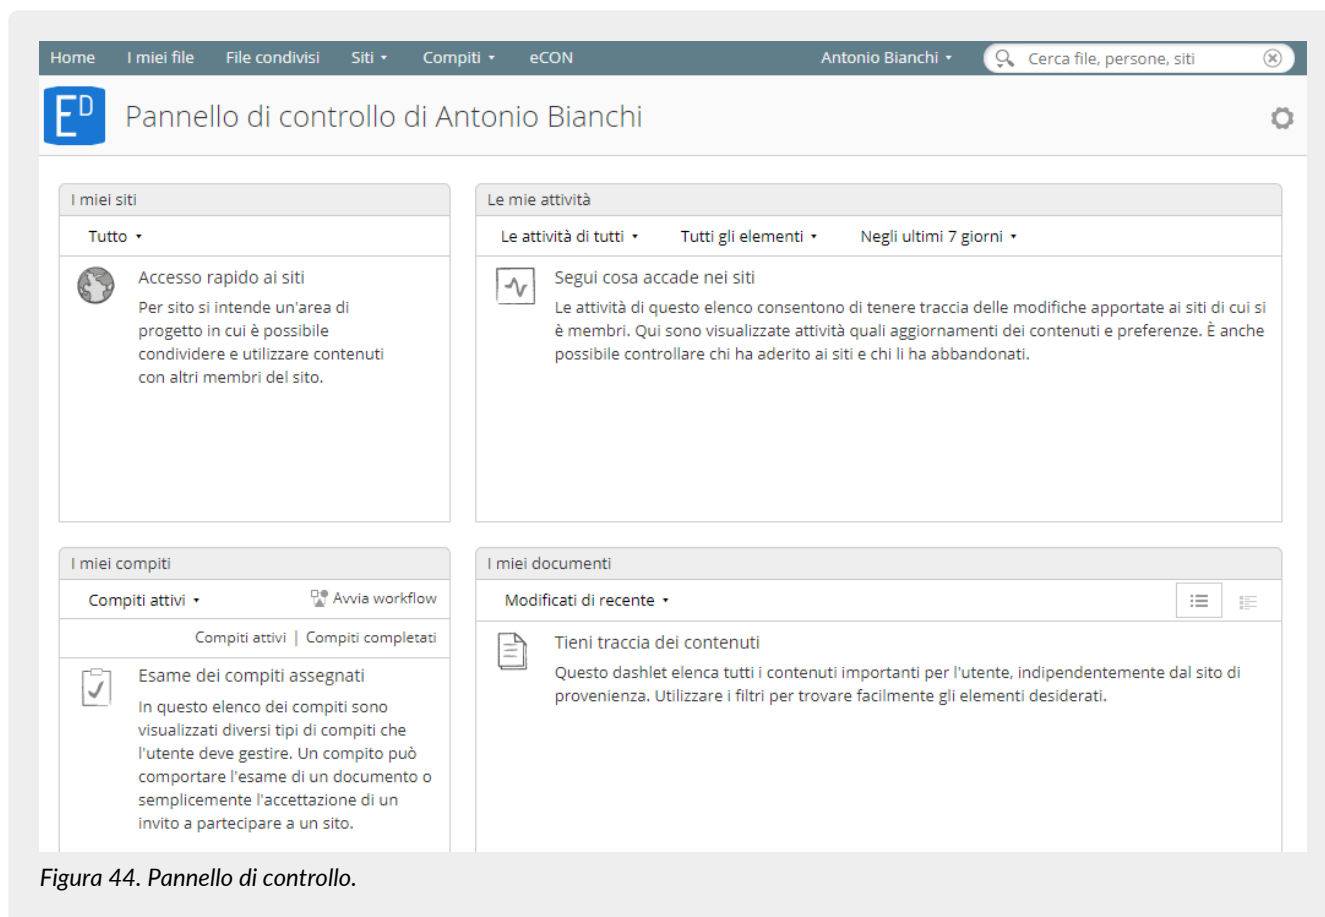 Home I miei file File condivisi Siti Compiti eCON Antonio Bianchi Cerca file, persone, siti
ED Pannello di controllo di Antonio Bianchi
I miei siti
Tutto
Accesso rapido ai siti
Per sito si intende un'area di
progetto in cui è possibile
condividere e utilizzare contenuti
con altri membri del sito.
Le mie attività
Le attività di tutti Tutti gli elementi Negli ultimi 7 giorni
Segui cosa accade nei siti
Le attività di questo elenco consentono di tenere traccia delle modifiche apportate ai siti di cui si
è membri. Qui sono visualizzate attività quali aggiornamenti dei contenuti e preferenze. È anche
possibile controllare chi ha aderito ai siti e chi li ha abbandonati.
I miei compiti
Compiti attivi Avvia workflow
Compiti attivi | Compiti completati
Esame dei compiti assegnati
In questo elenco dei compiti sono
visualizzati diversi tipi di compiti che
l'utente deve gestire. Un compito può
comportare l'esame di un documento o
semplicemente l'accettazione di un
invito a partecipare a un sito.
I miei documenti
Modificati di recente
Tieni traccia dei contenuti
Questo dashlet elenca tutti i contenuti importanti per l'utente, indipendentemente dal sito di
provenienza. Utilizzare i filtri per trovare facilmente gli elementi desiderati.
Figura 44. Pannello di controllo.